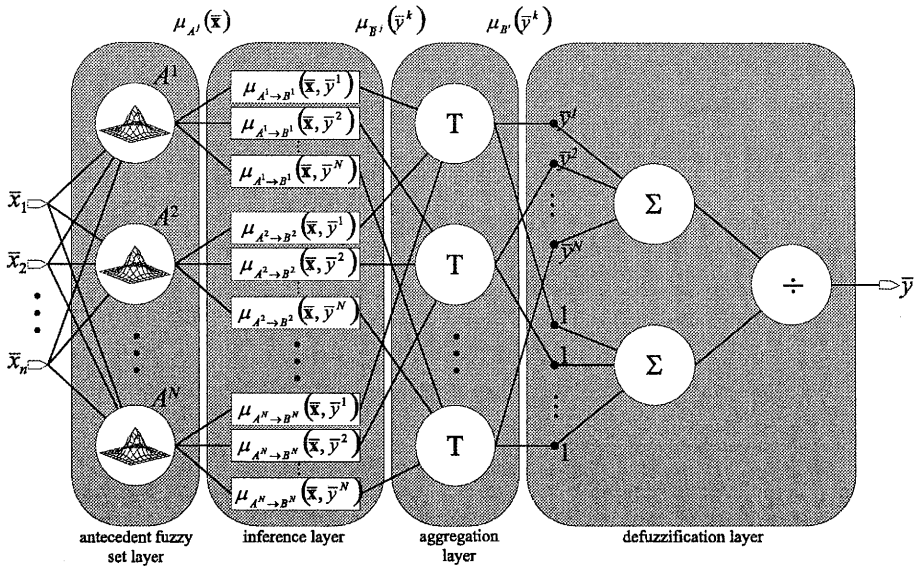 μ_{A^j}(x̄) μ_{B̄^j}(ȳ^k) μ_{B'}(ȳ^k)
A^1
μ_{A^1→B^1}(x̄, ȳ^1)
μ_{A^1→B^1}(x̄, ȳ^2)
μ_{A^1→B^1}(x̄, ȳ^N)
T
ȳ^1
ȳ^2
ȳ^N
Σ
x̄_1
x̄_2
x̄_n
A^2
μ_{A^2→B^2}(x̄, ȳ^1)
μ_{A^2→B^2}(x̄, ȳ^2)
μ_{A^2→B^2}(x̄, ȳ^N)
T
÷
ȳ
1
1
1
Σ
A^N
μ_{A^N→B^N}(x̄, ȳ^1)
μ_{A^N→B^N}(x̄, ȳ^2)
μ_{A^N→B^N}(x̄, ȳ^N)
T
antecedent fuzzy
set layer
inference layer
aggregation
layer
defuzzification layer